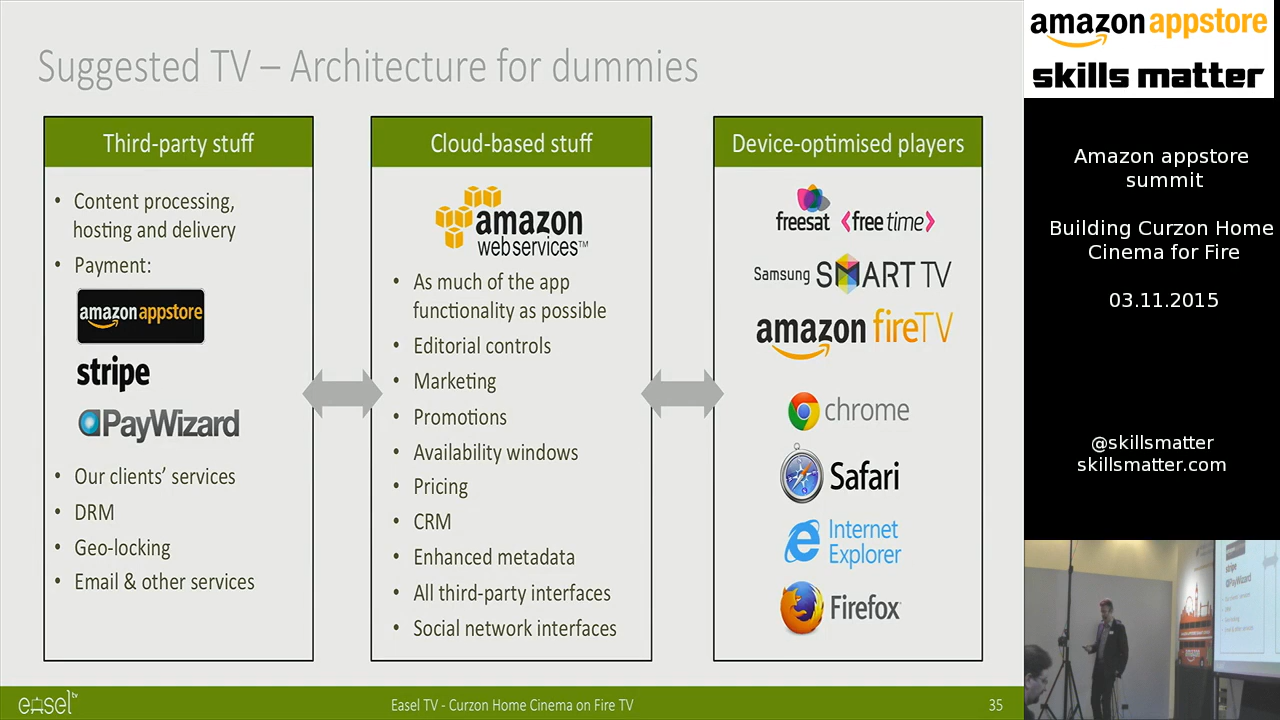 Suggested TV – Architecture for dummies
Third-party stuff
• Content processing,
hosting and delivery
• Payment:
amazon appstore
stripe
PayWizard
• Our clients' services
• DRM
• Geo-locking
• Email & other services
Cloud-based stuff
amazon
webservices™
• As much of the app
functionality as possible
• Editorial controls
• Marketing
• Promotions
• Availability windows
• Pricing
• CRM
• Enhanced metadata
• All third-party interfaces
• Social network interfaces
Device-optimised players
freesat <free time>
Samsung SMART TV
amazon fireTV
chrome
Safari
Internet
Explorer
Firefox
easel tv
Easel TV - Curzon Home Cinema on Fire TV
35
amazon appstore
skills matter
Amazon appstore
summit
Building Curzon Home
Cinema for Fire
03.11.2015
@skillsmatter
skillsmatter.com
stripe
PayWizard